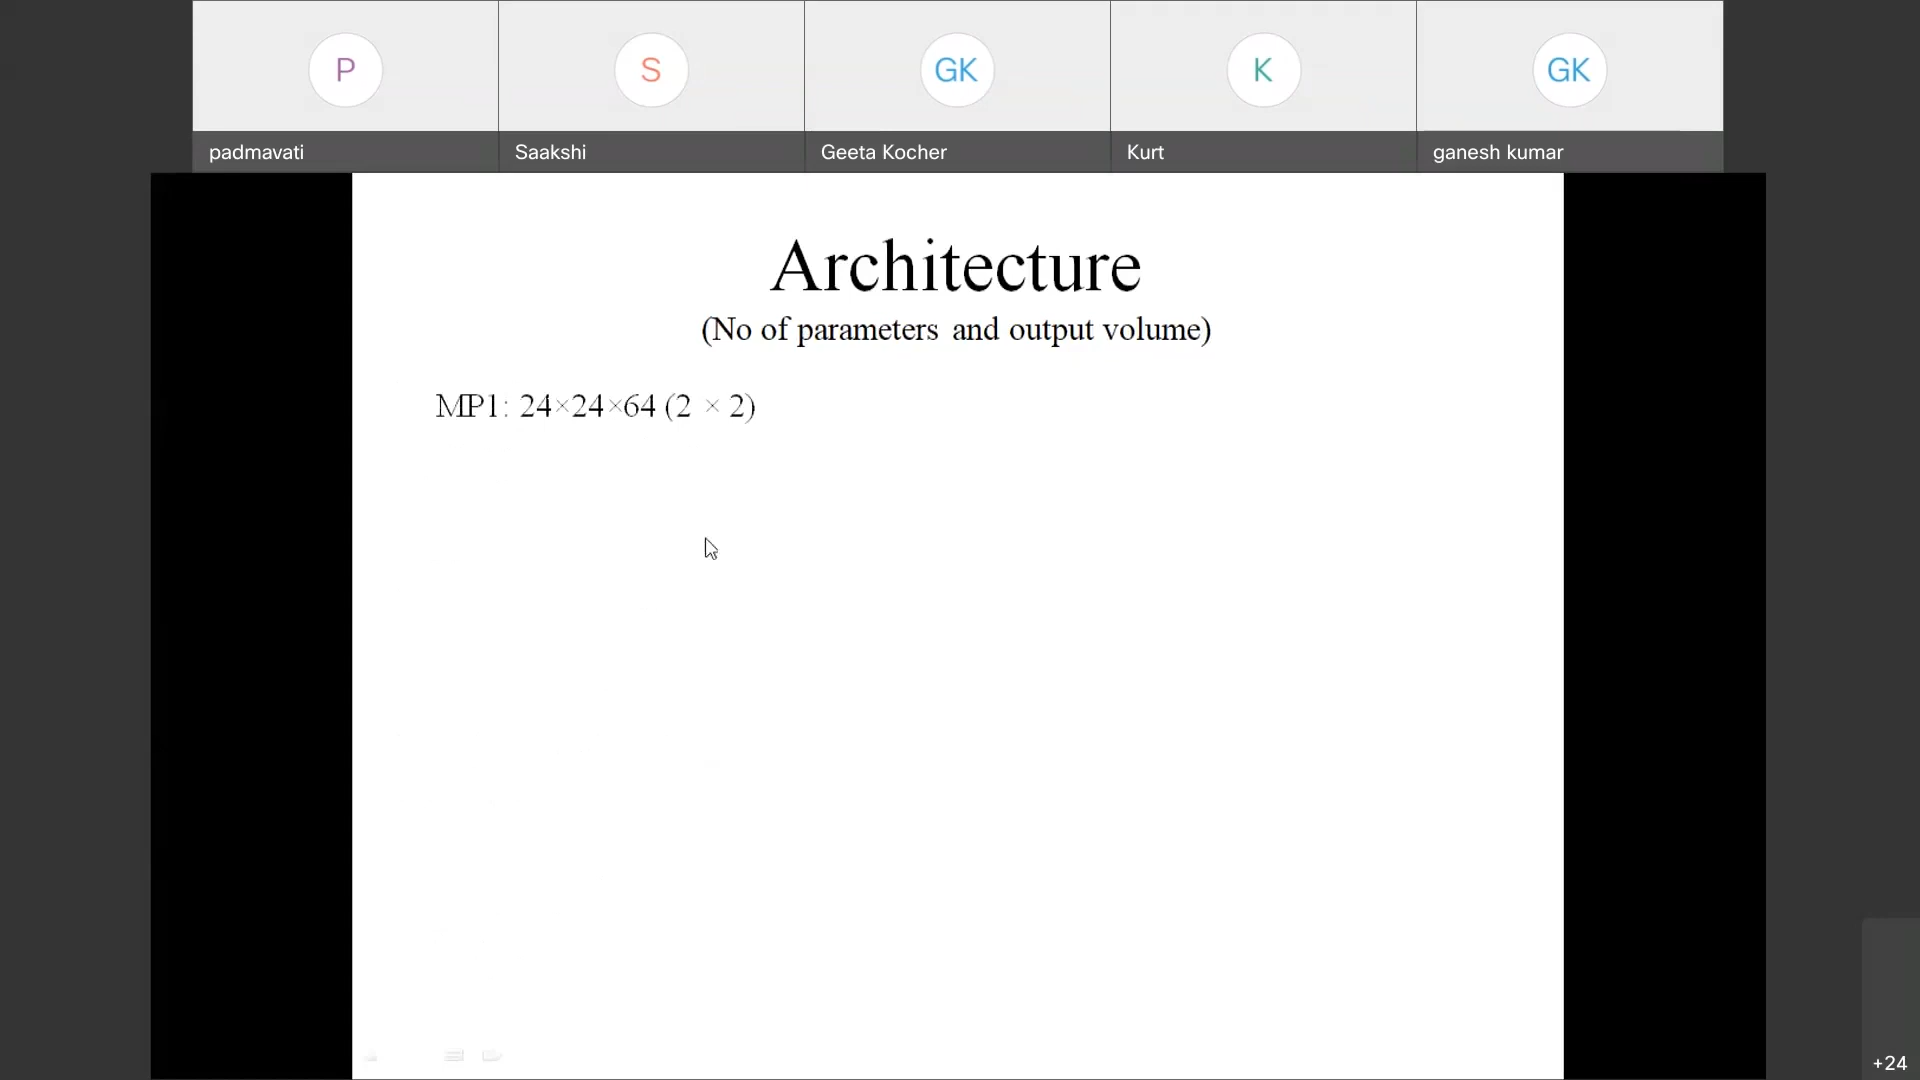 P
S
GK
K
GK
padmavati
Saakshi
Geeta Kocher
Kurt
ganesh kumar
Architecture
(No of parameters and output volume)
MP1: 24×24×64 (2 × 2)
+24